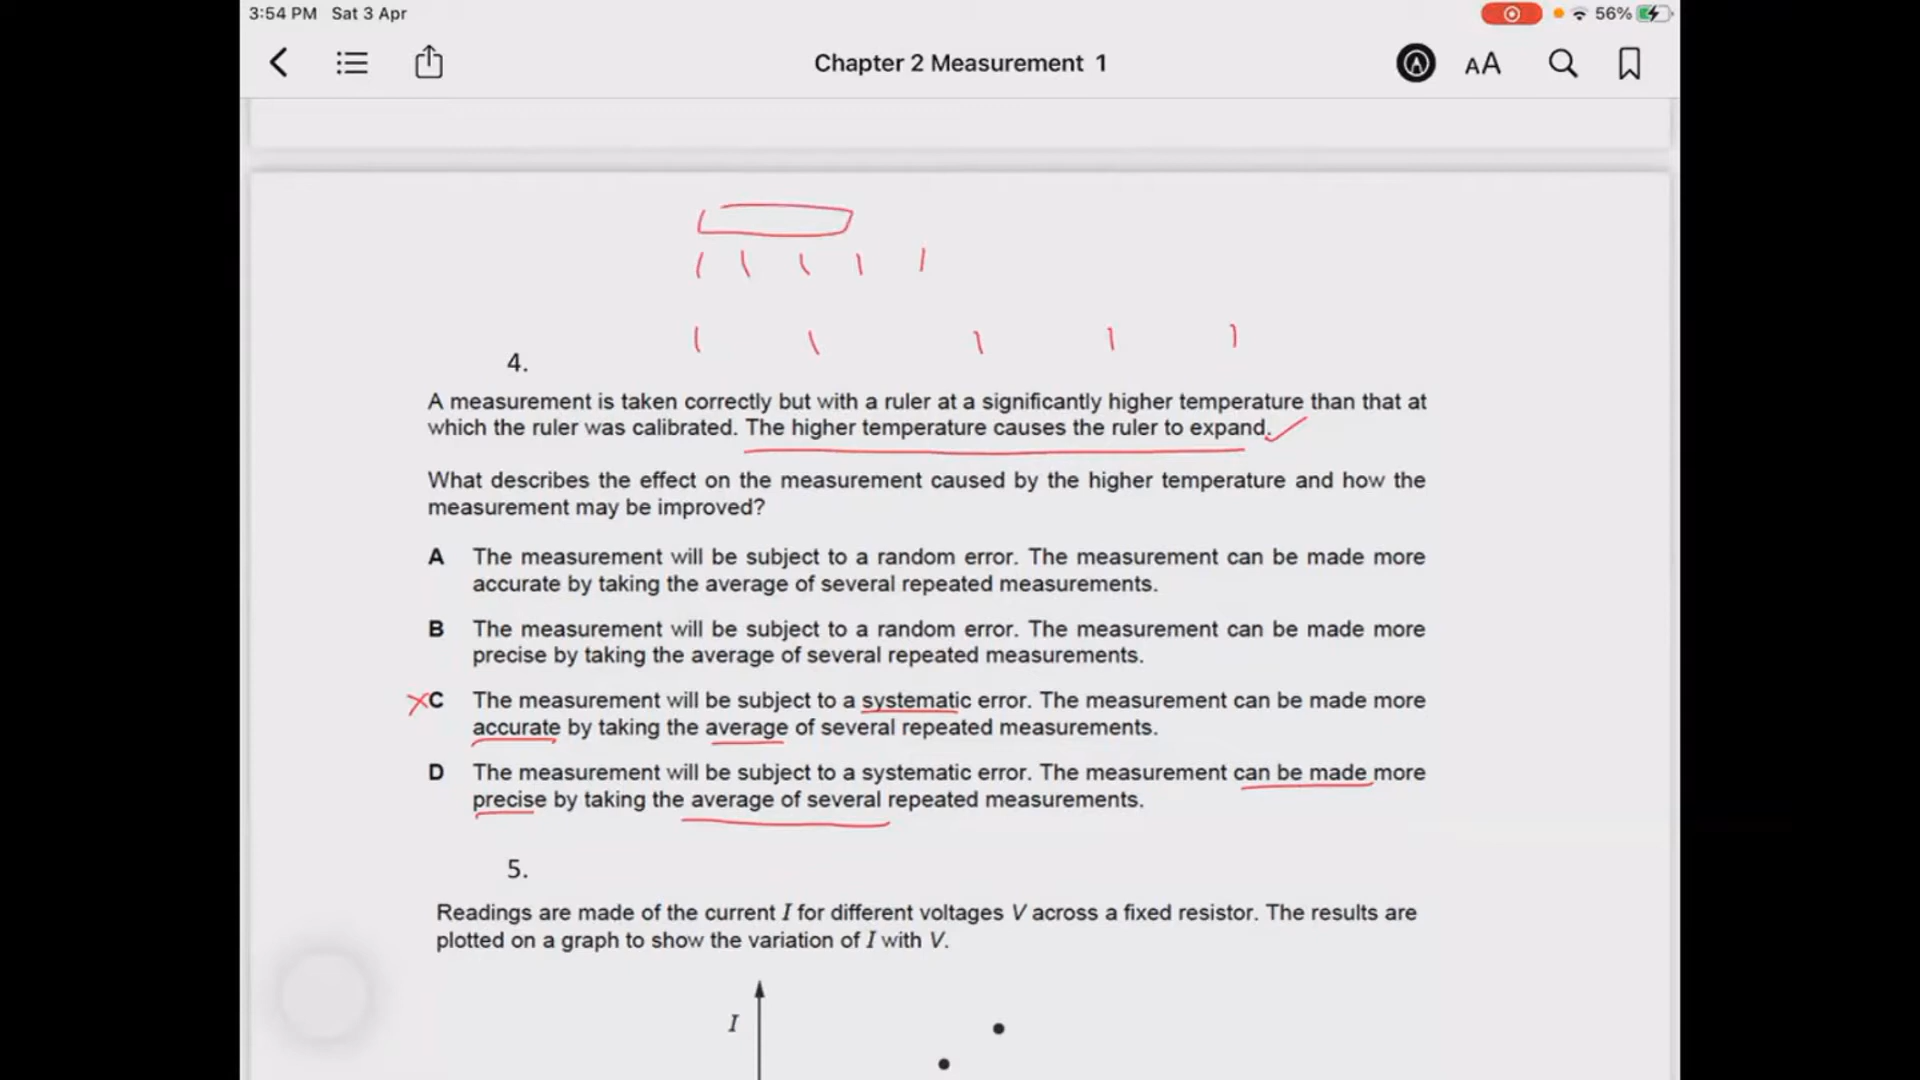 3:54 PM Sat 3 Apr
56%
Chapter 2 Measurement 1
AA
4.
A measurement is taken correctly but with a ruler at a significantly higher temperature than that at
which the ruler was calibrated. The higher temperature causes the ruler to expand.
What describes the effect on the measurement caused by the higher temperature and how the
measurement may be improved?
A The measurement will be subject to a random error. The measurement can be made more
accurate by taking the average of several repeated measurements.
B The measurement will be subject to a random error. The measurement can be made more
precise by taking the average of several repeated measurements.
C The measurement will be subject to a systematic error. The measurement can be made more
accurate by taking the average of several repeated measurements.
D The measurement will be subject to a systematic error. The measurement can be made more
precise by taking the average of several repeated measurements.
5.
Readings are made of the current I for different voltages V across a fixed resistor. The results are
plotted on a graph to show the variation of I with V.
I